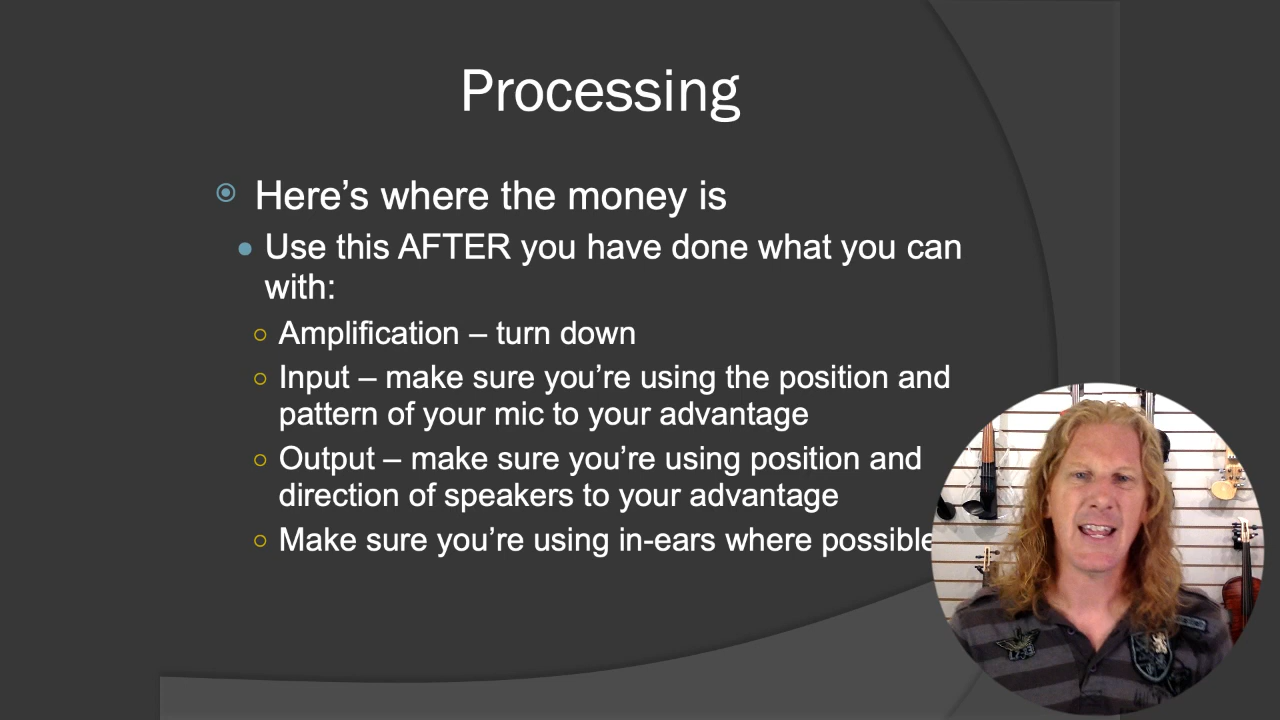 Processing
Here's where the money is
Use this AFTER you have done what you can
with:
Amplification – turn down
Input – make sure you're using the position and
pattern of your mic to your advantage
Output – make sure you're using position and
direction of speakers to your advantage
Make sure you're using in-ears where possible